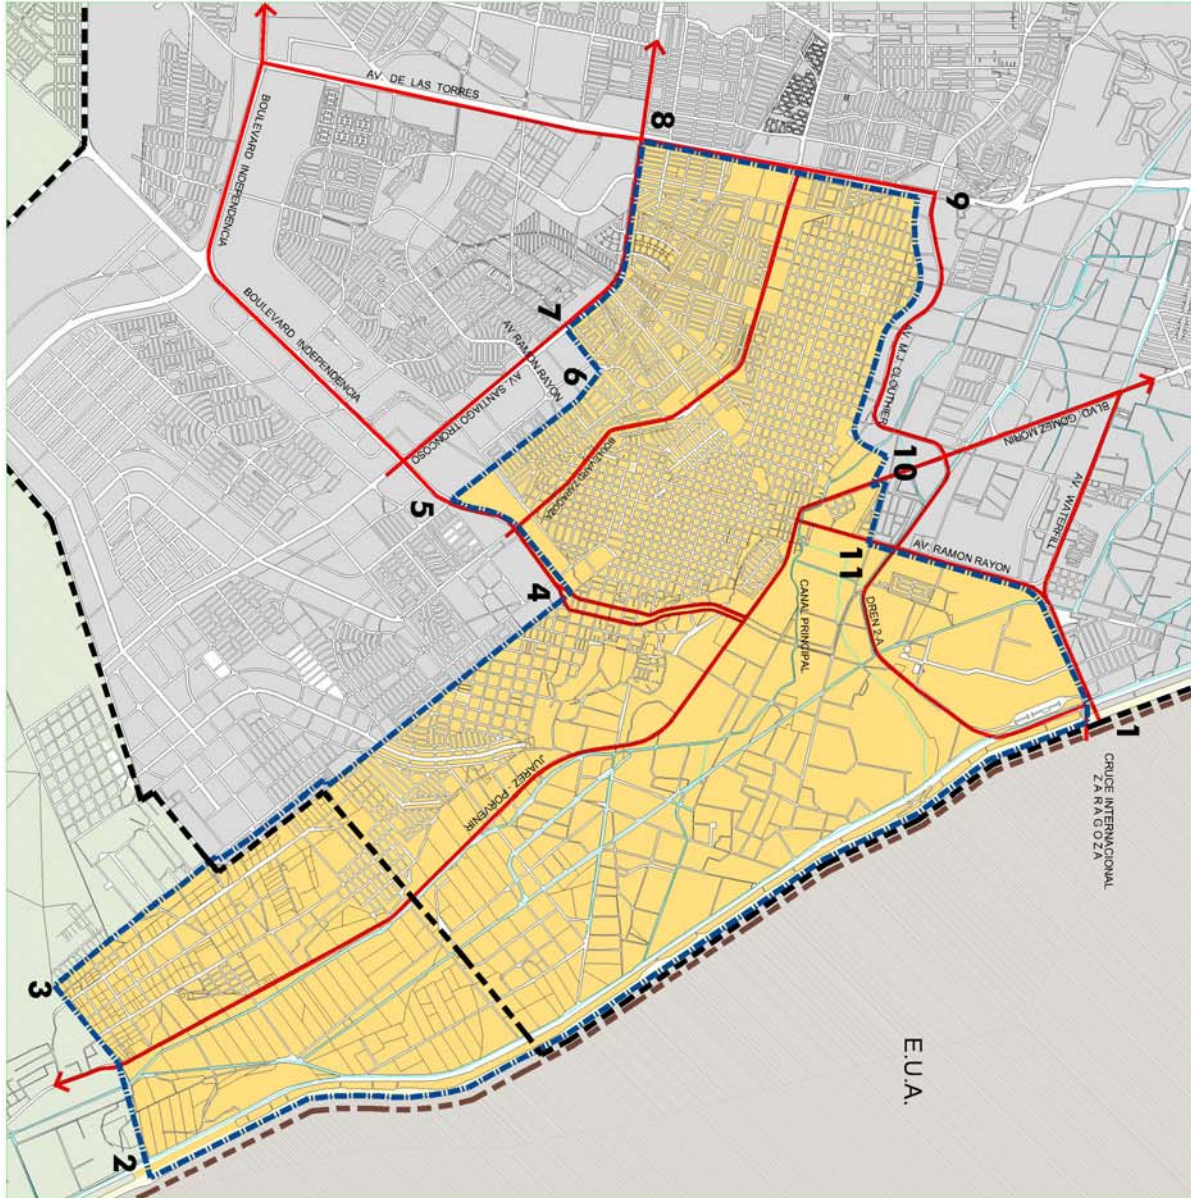 AV. DE LAS TORRES
8
9
BOULEVARD INDEPENDENCIA
BOULEVARD INDEPENDENCIA
7
AV RAMON RAYON
6
AV. SANTIAGO TRONCOSO
AV. M.J. CLOUTHIER
BLVD. GOMEZ MORIN
10
BOULEVARD ZARAGOZA
5
AV. WATERFILL
AV. RAMON RAYON
11
4
DREN 2-A
CANAL PRINCIPAL
1
CRUCE INTERNACIONAL
ZARAGOZA
JUAREZ- PORVENIR
3
E.U.A.
2